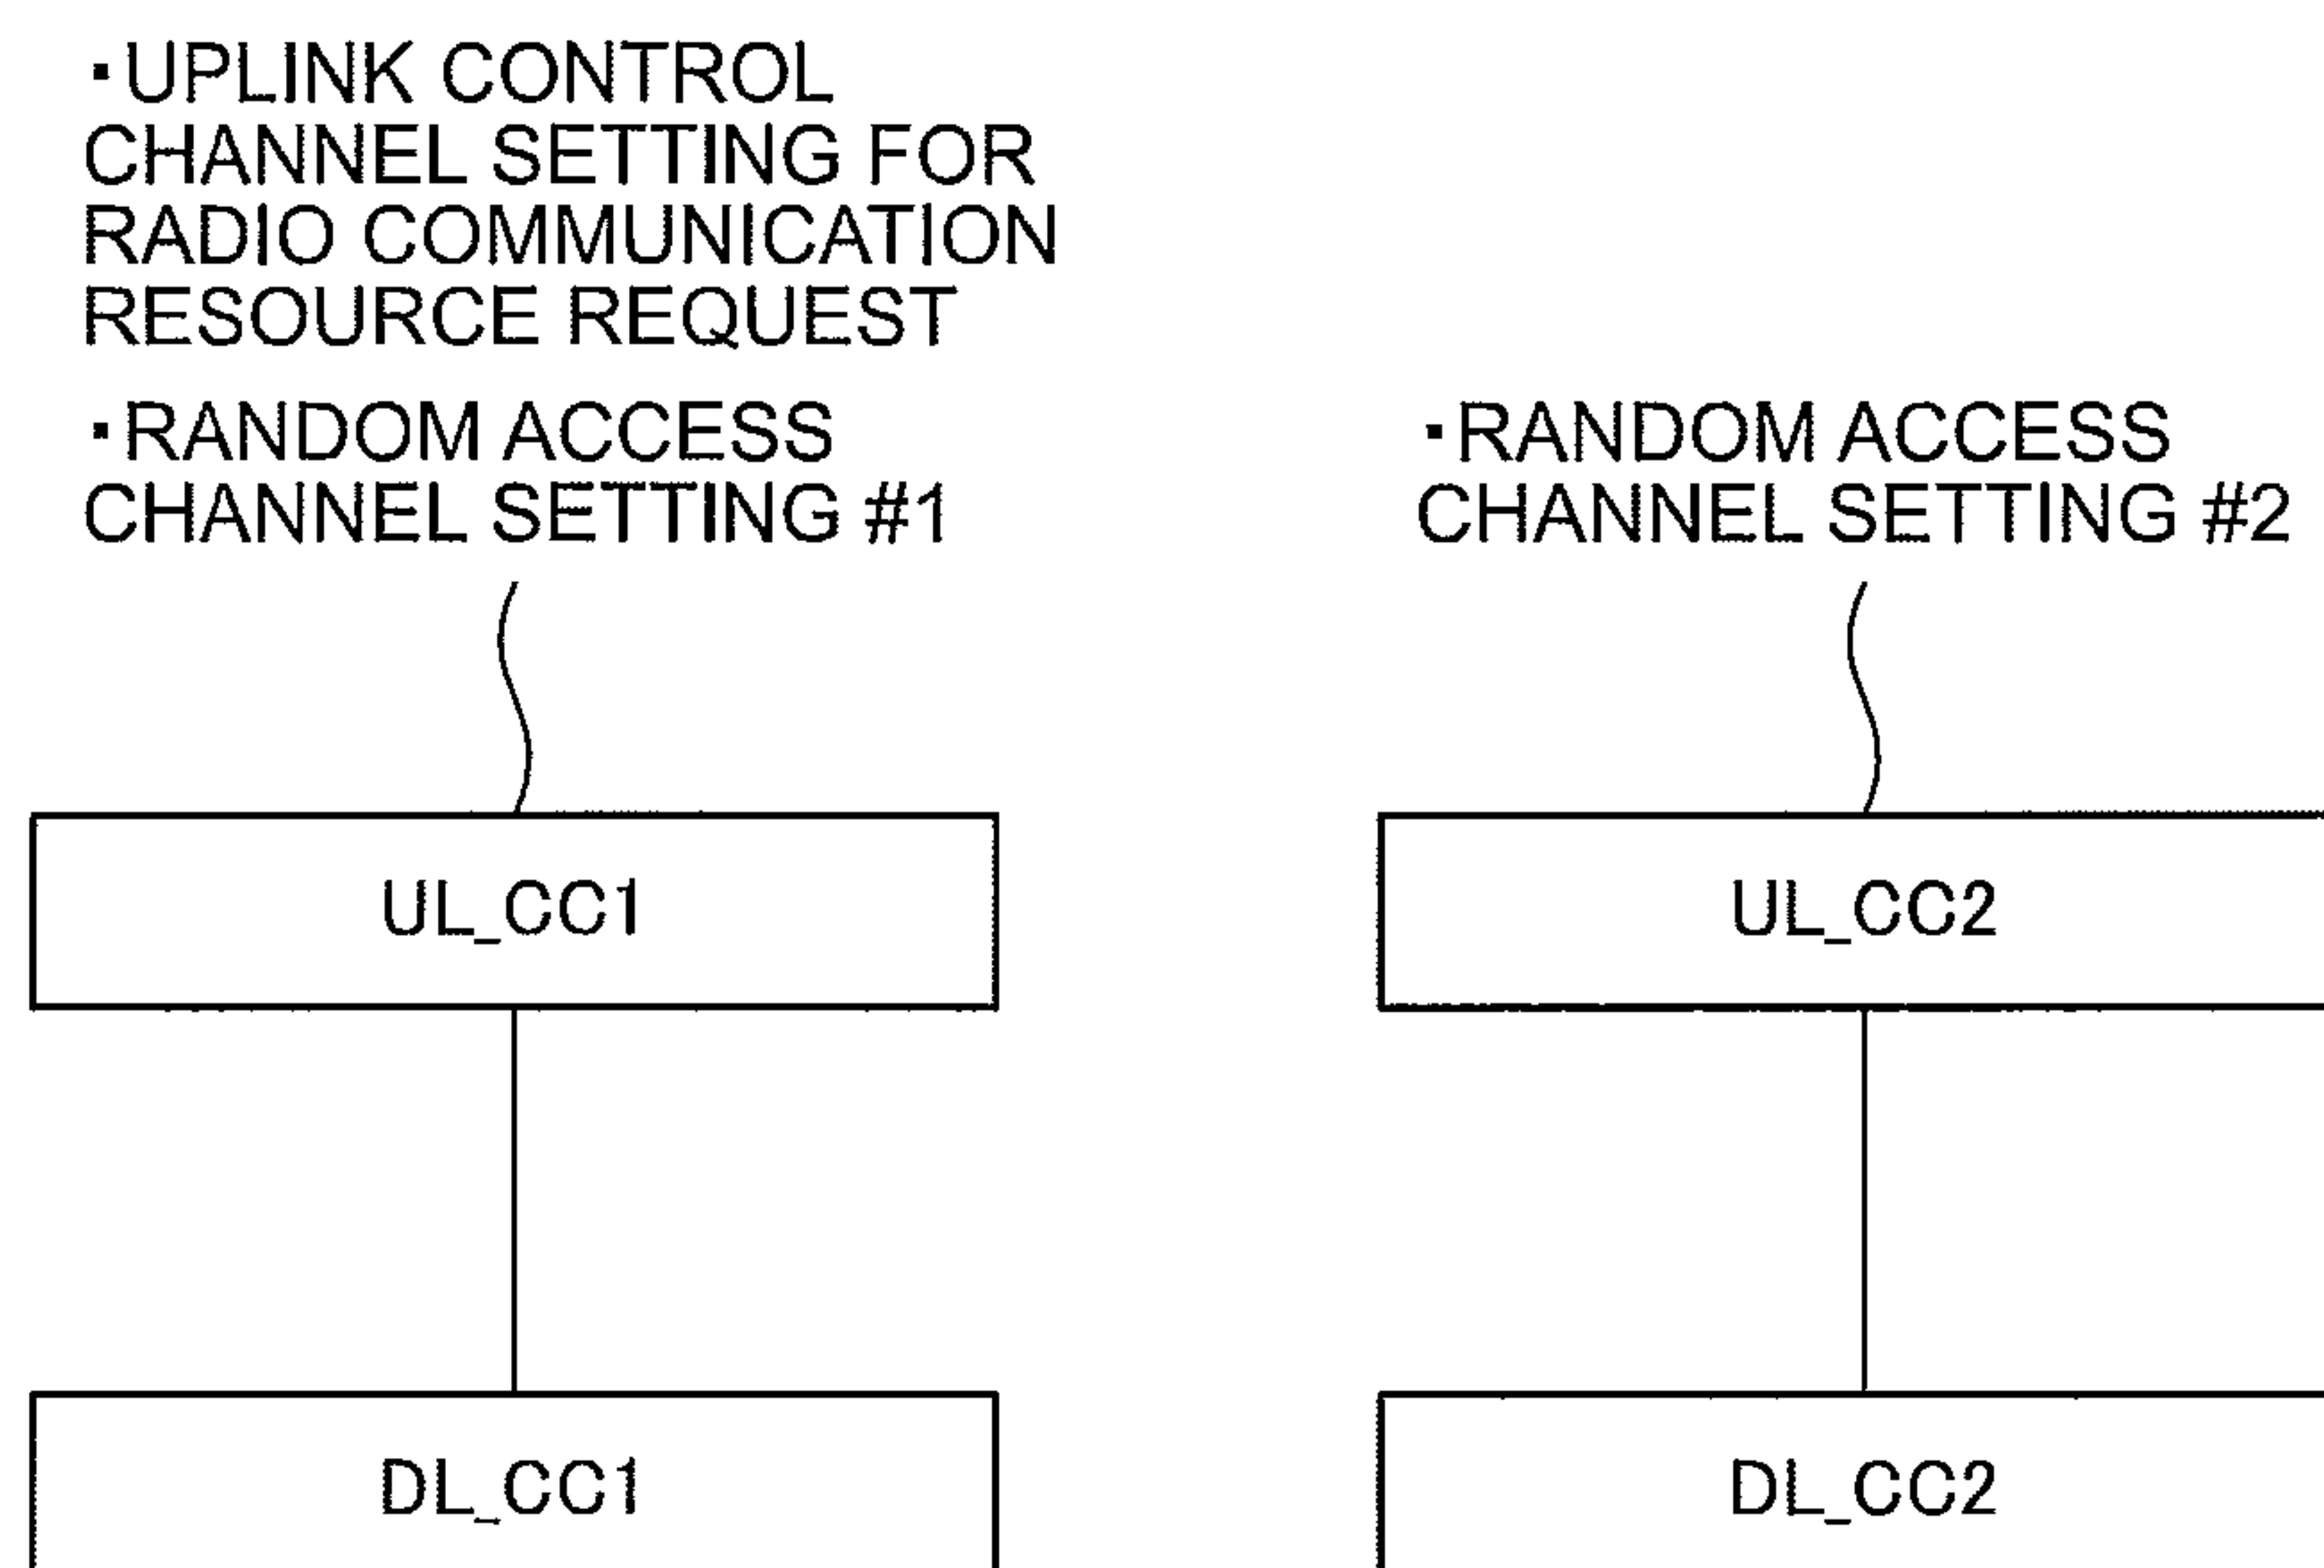 ▪UPLINK CONTROL
CHANNEL SETTING FOR
RADIO COMMUNICATION
RESOURCE REQUEST
▪RANDOM ACCESS
CHANNEL SETTING #1
▪RANDOM ACCESS
CHANNEL SETTING #2
UL_CC1
UL_CC2
DL_CC1
DL_CC2